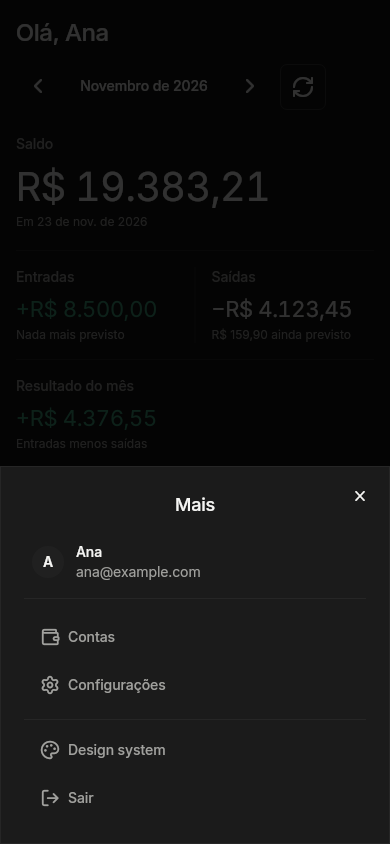 Olá, Ana
Novembro de 2026
Saldo
R$ 19.383,21
Em 23 de nov. de 2026
Entradas
Saídas
+R$ 8.500,00
−R$ 4.123,45
Nada mais previsto
R$ 159,90 ainda previsto
Resultado do mês
+R$ 4.376,55
Entradas menos saídas
Mais
A
Ana
ana@example.com
Contas
Configurações
Design system
Sair